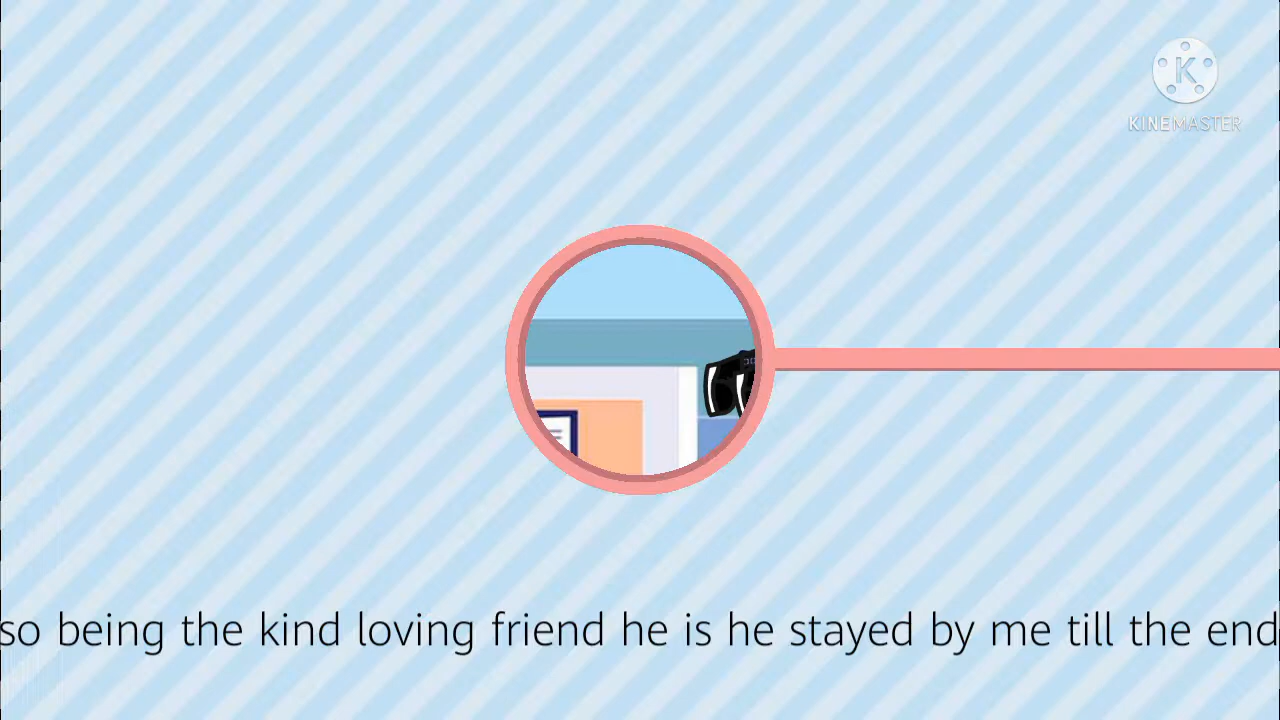 K
KINEMASTER
so being the kind loving friend he is he stayed by me till the end